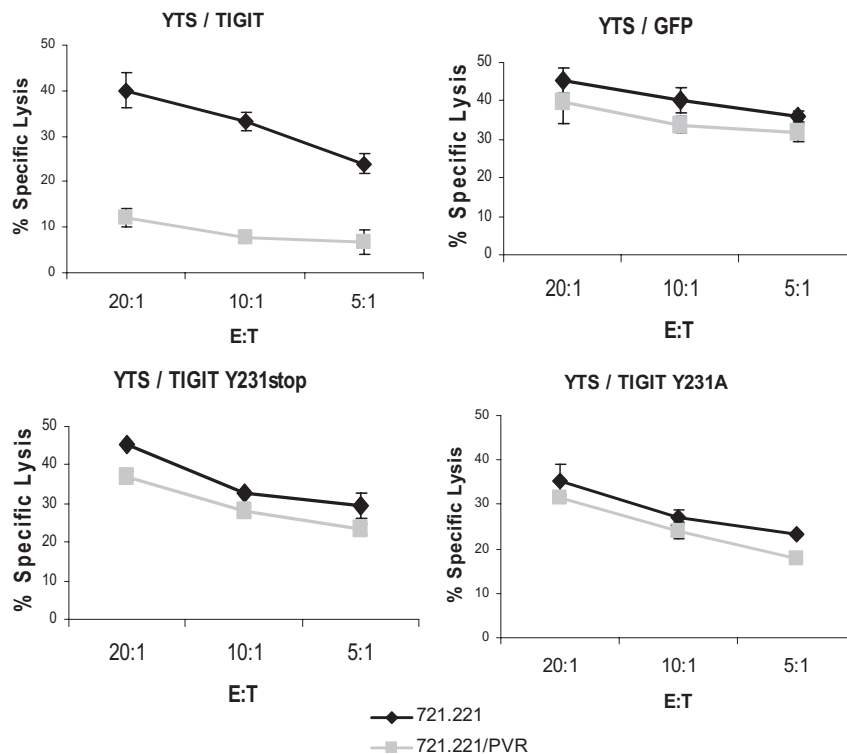 YTS / TIGIT
% Specific Lysis
50
40
30
20
10
0
20:1
10:1
5:1
E:T
YTS / GFP
% Specific Lysis
50
40
30
20
10
0
20:1
10:1
5:1
E:T
YTS / TIGIT Y231stop
% Specific Lysis
50
40
30
20
10
0
20:1
10:1
5:1
E:T
YTS / TIGIT Y231A
% Specific Lysis
50
40
30
20
10
0
20:1
10:1
5:1
E:T
721.221
721.221/PVR